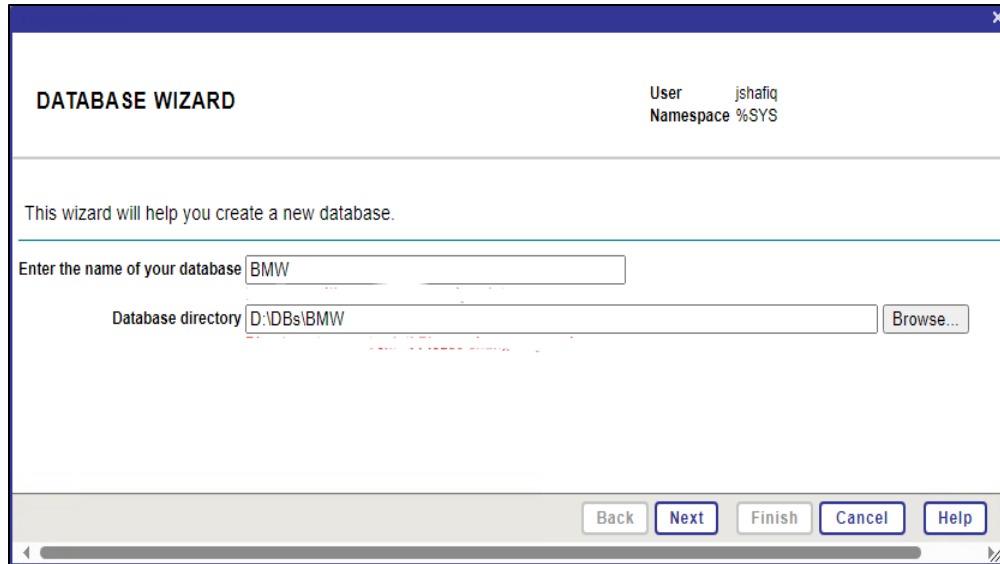 x
DATABASE WIZARD
User jshafiq
Namespace %SYS
This wizard will help you create a new database.
Enter the name of your database BMW
Database directory D:\DBs\BMW Browse...
Back Next Finish Cancel Help